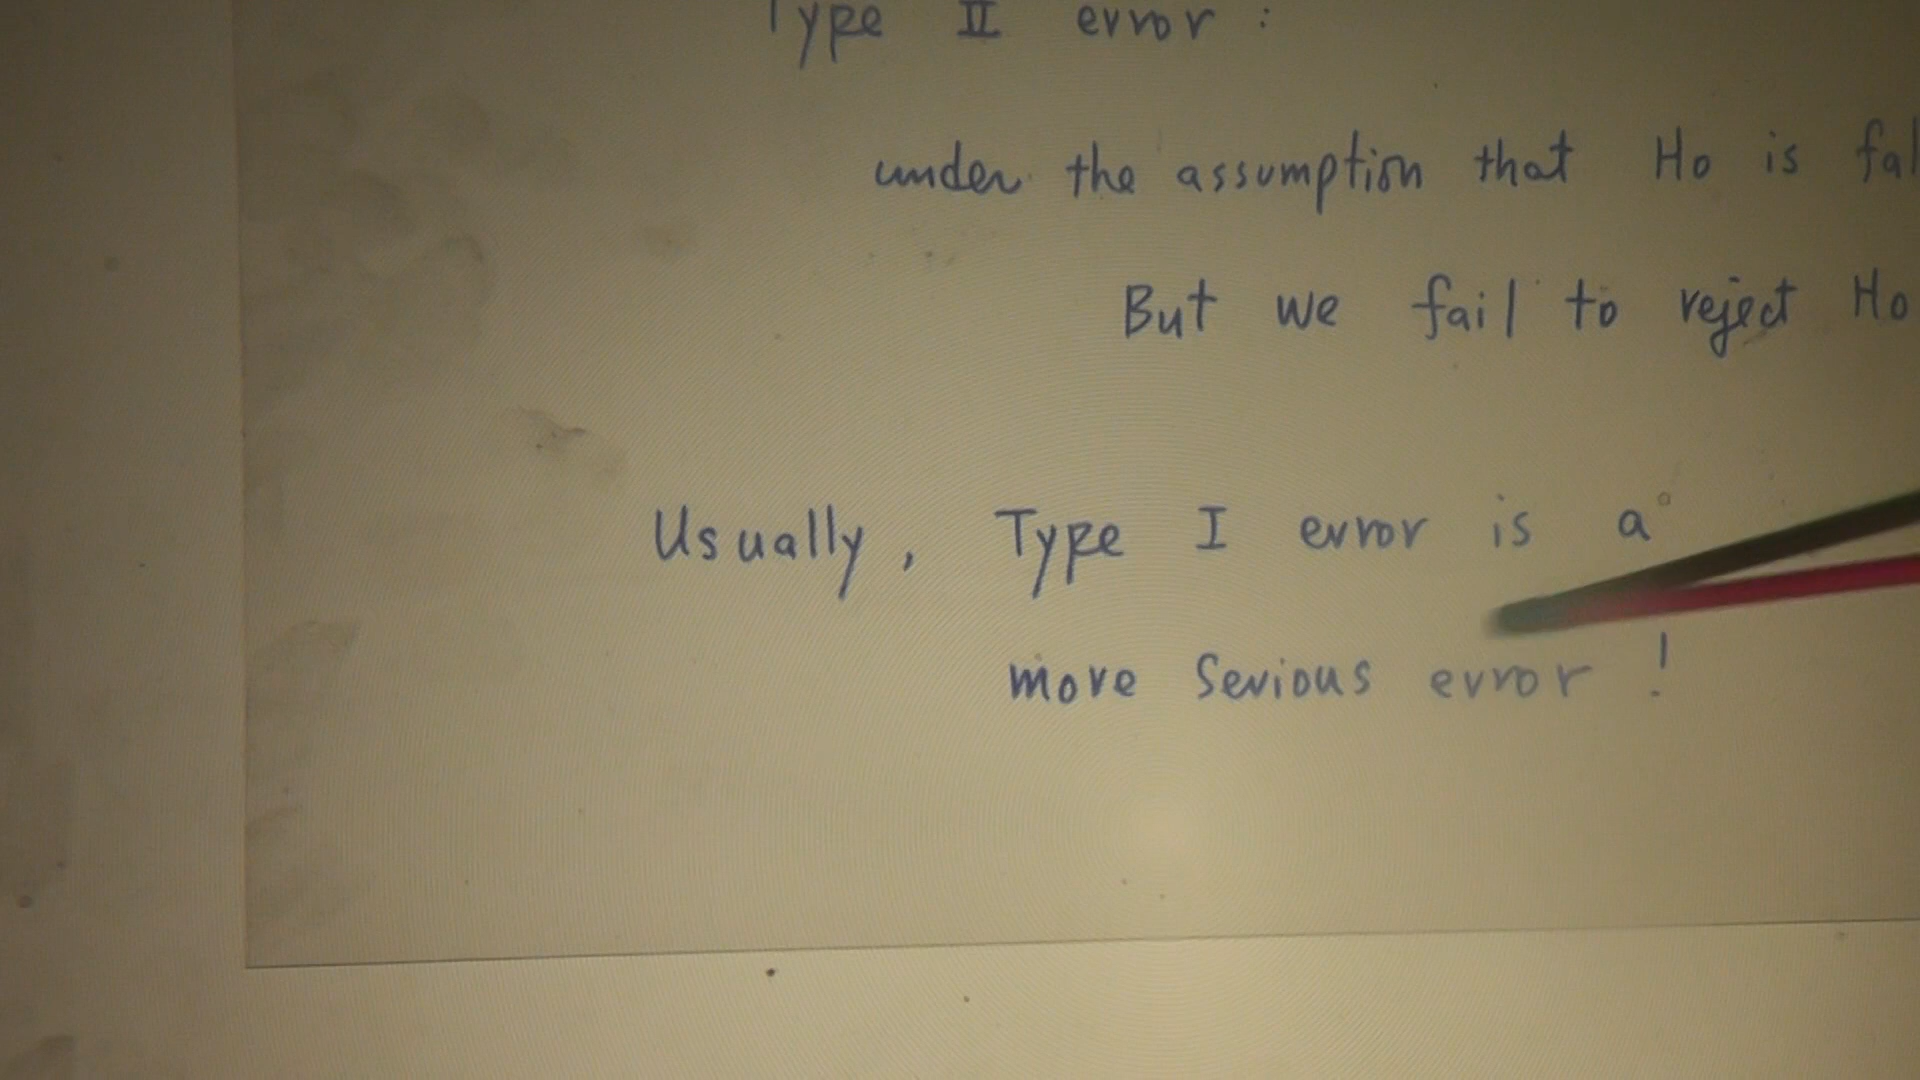 Type II error :
under the assumption that Ho is fal
But we fail to reject Ho
Usually, Type I error is a
more serious error !